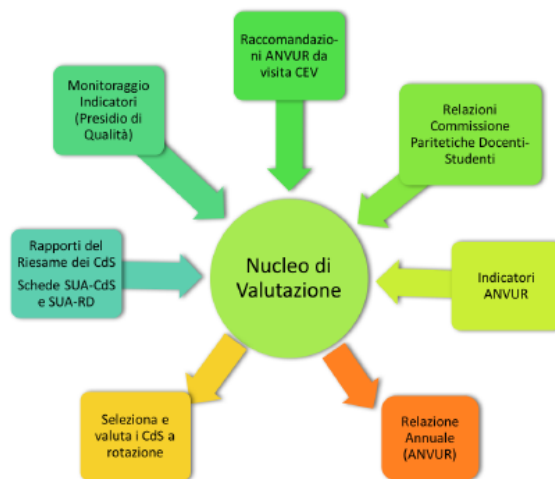 Raccomandazio-
ni ANVUR da
visita CEV
Monitoraggio
Indicatori
(Presidio di
Qualità)
Relazioni
Commissione
Paritetiche Docenti-
Studenti
Rapporti del
Riesame dei CdS
Schede SUA-CdS
e SUA-RD
Nucleo di
Valutazione
Indicatori
ANVUR
Seleziona e
valuta i CdS a
rotazione
Relazione
Annuale
(ANVUR)